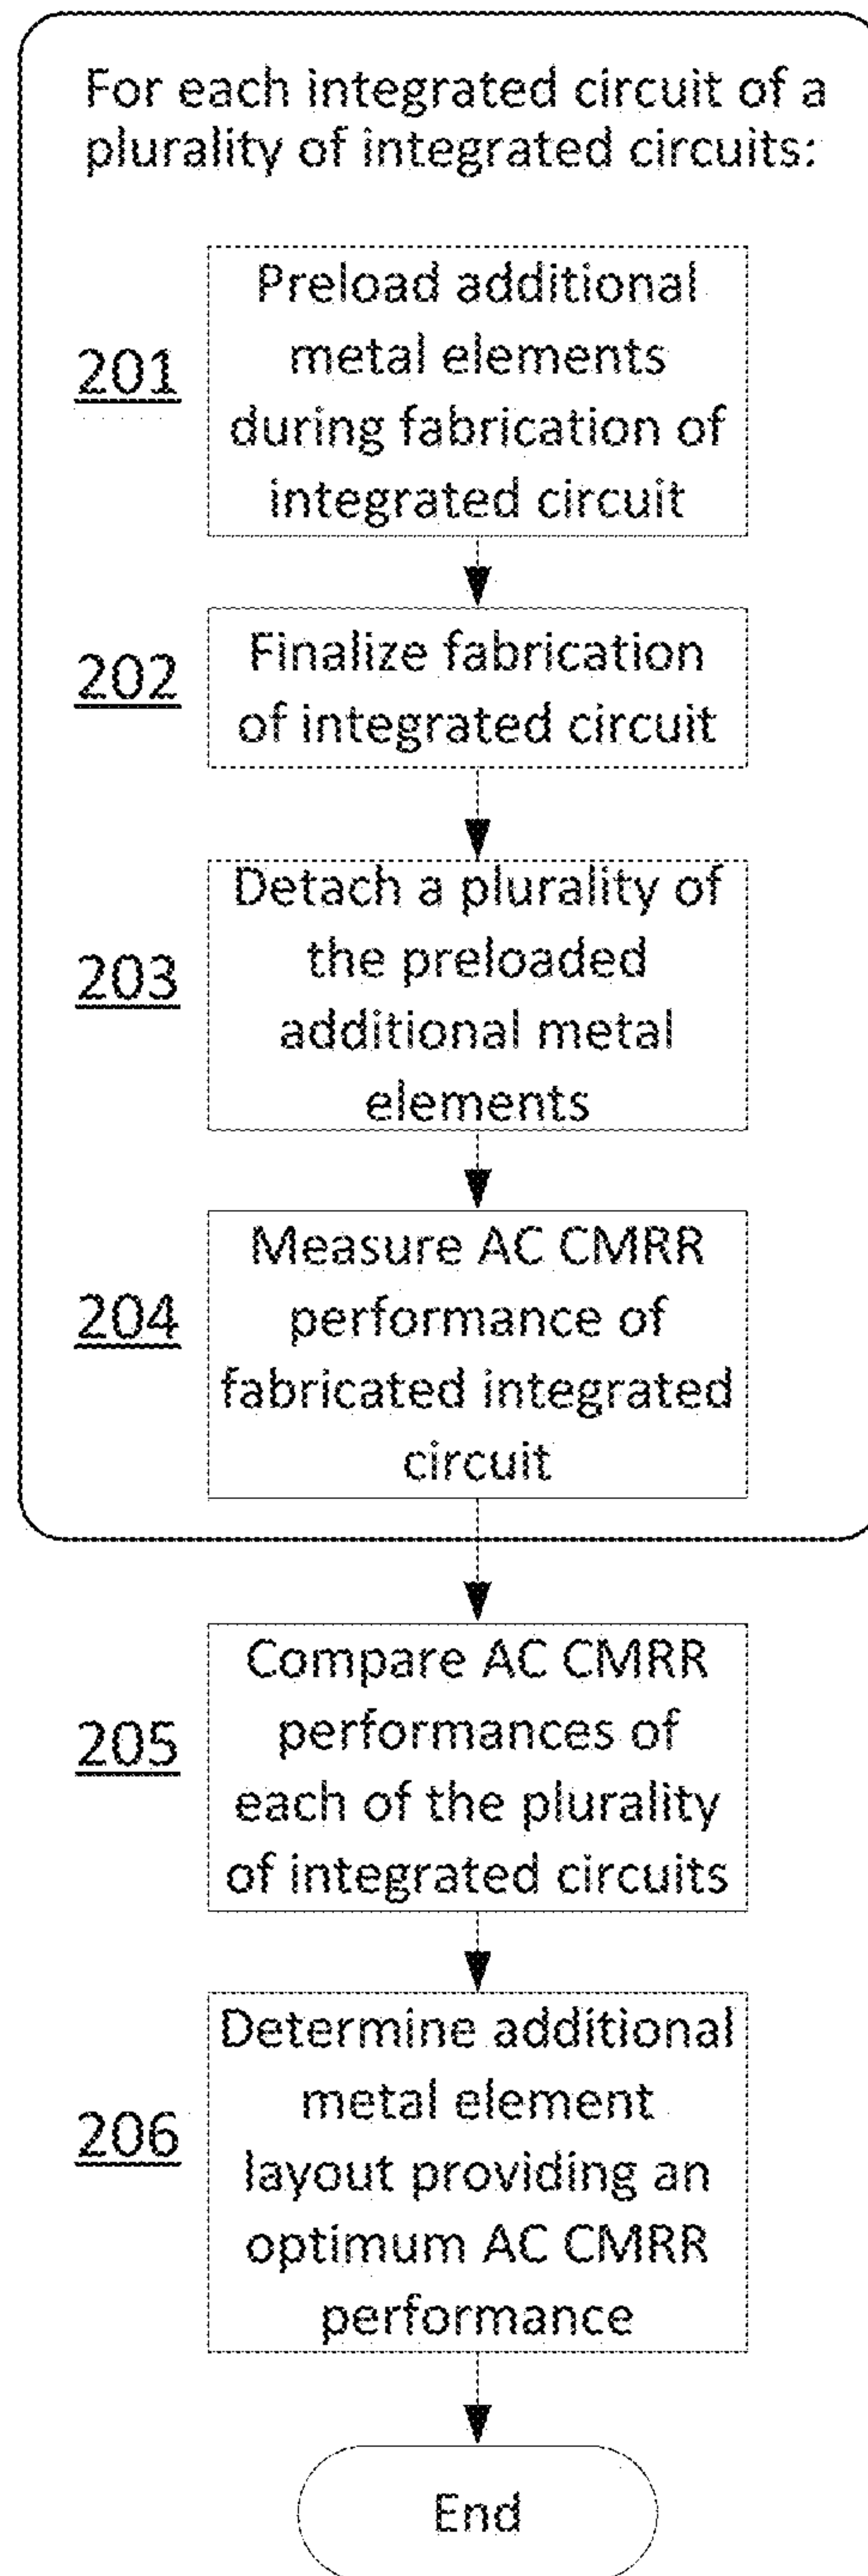 For each integrated circuit of a
plurality of integrated circuits:
201
Preload additional
metal elements
during fabrication of
integrated circuit
202
Finalize fabrication
of integrated circuit
203
Detach a plurality of
the preloaded
additional metal
elements
204
Measure AC CMRR
performance of
fabricated integrated
circuit
205
Compare AC CMRR
performances of
each of the plurality
of integrated circuits
206
Determine additional
metal element
layout providing an
optimum AC CMRR
performance
End